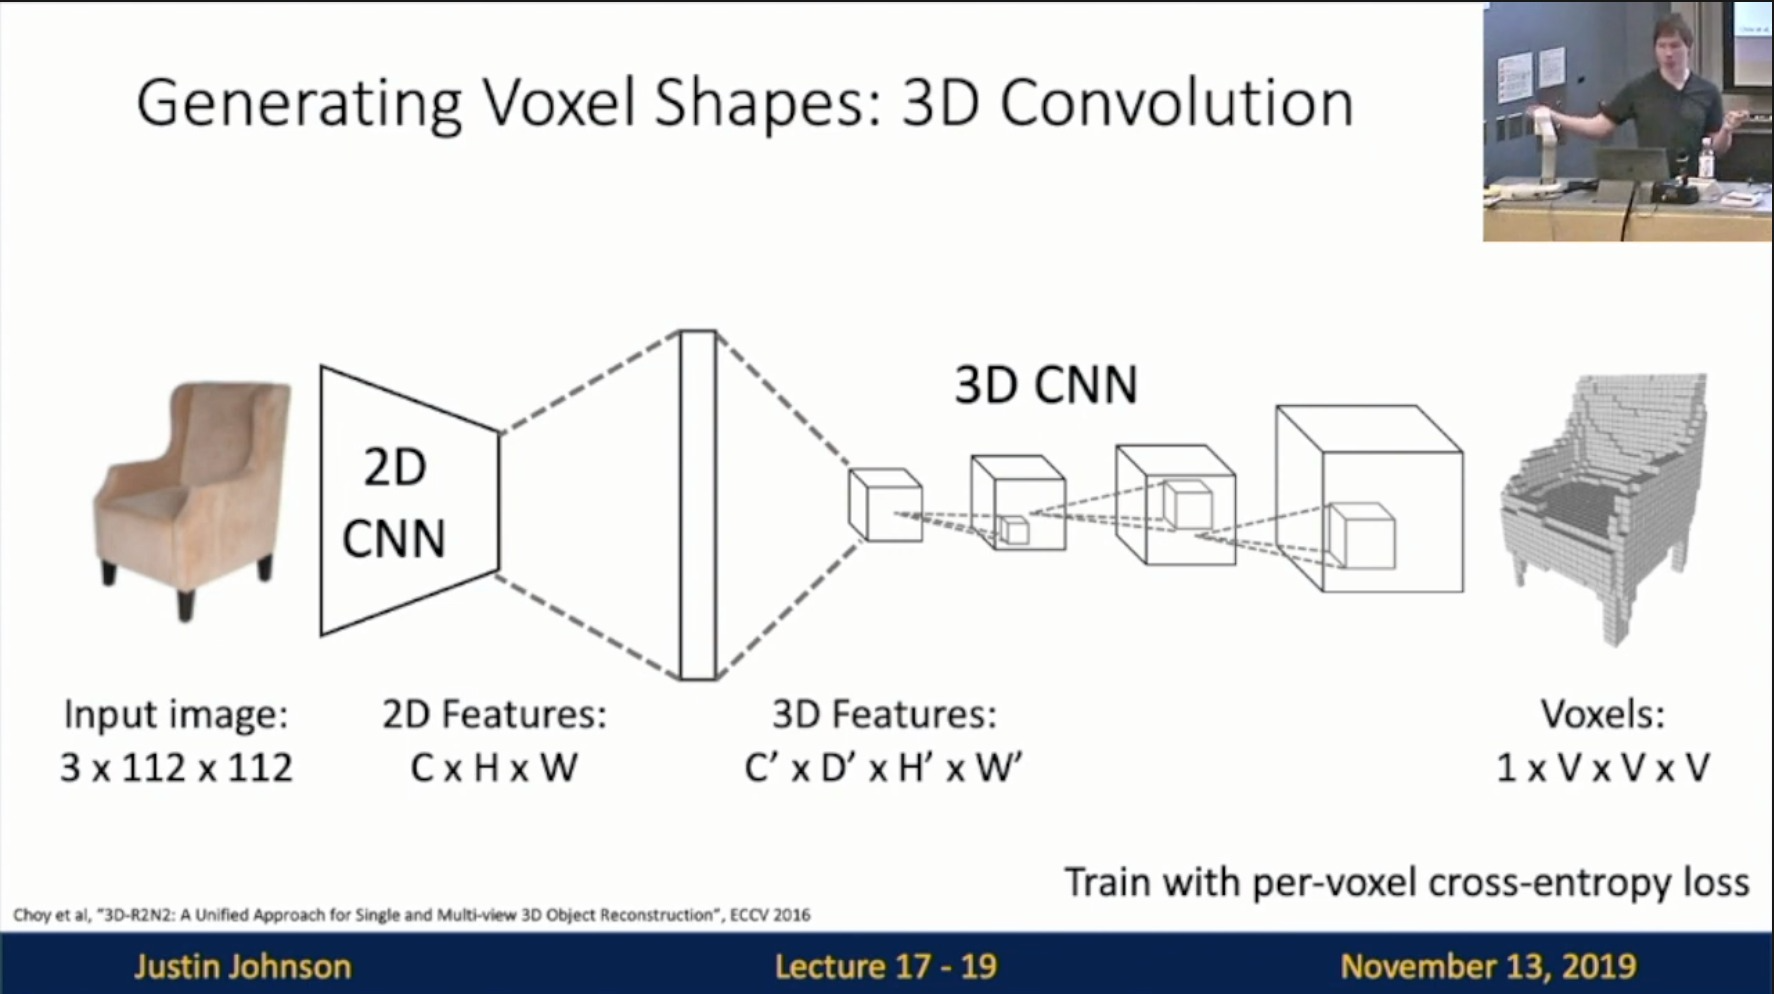 Generating Voxel Shapes: 3D Convolution
3D CNN
2D
CNN
Input image:
3 x 112 x 112
2D Features:
C x H x W
3D Features:
C′ x D′ x H′ x W′
Voxels:
1 x V x V x V
Train with per-voxel cross-entropy loss
Choy et al, "3D-R2N2: A Unified Approach for Single and Multi-view 3D Object Reconstruction", ECCV 2016
Justin Johnson
Lecture 17 - 19
November 13, 2019